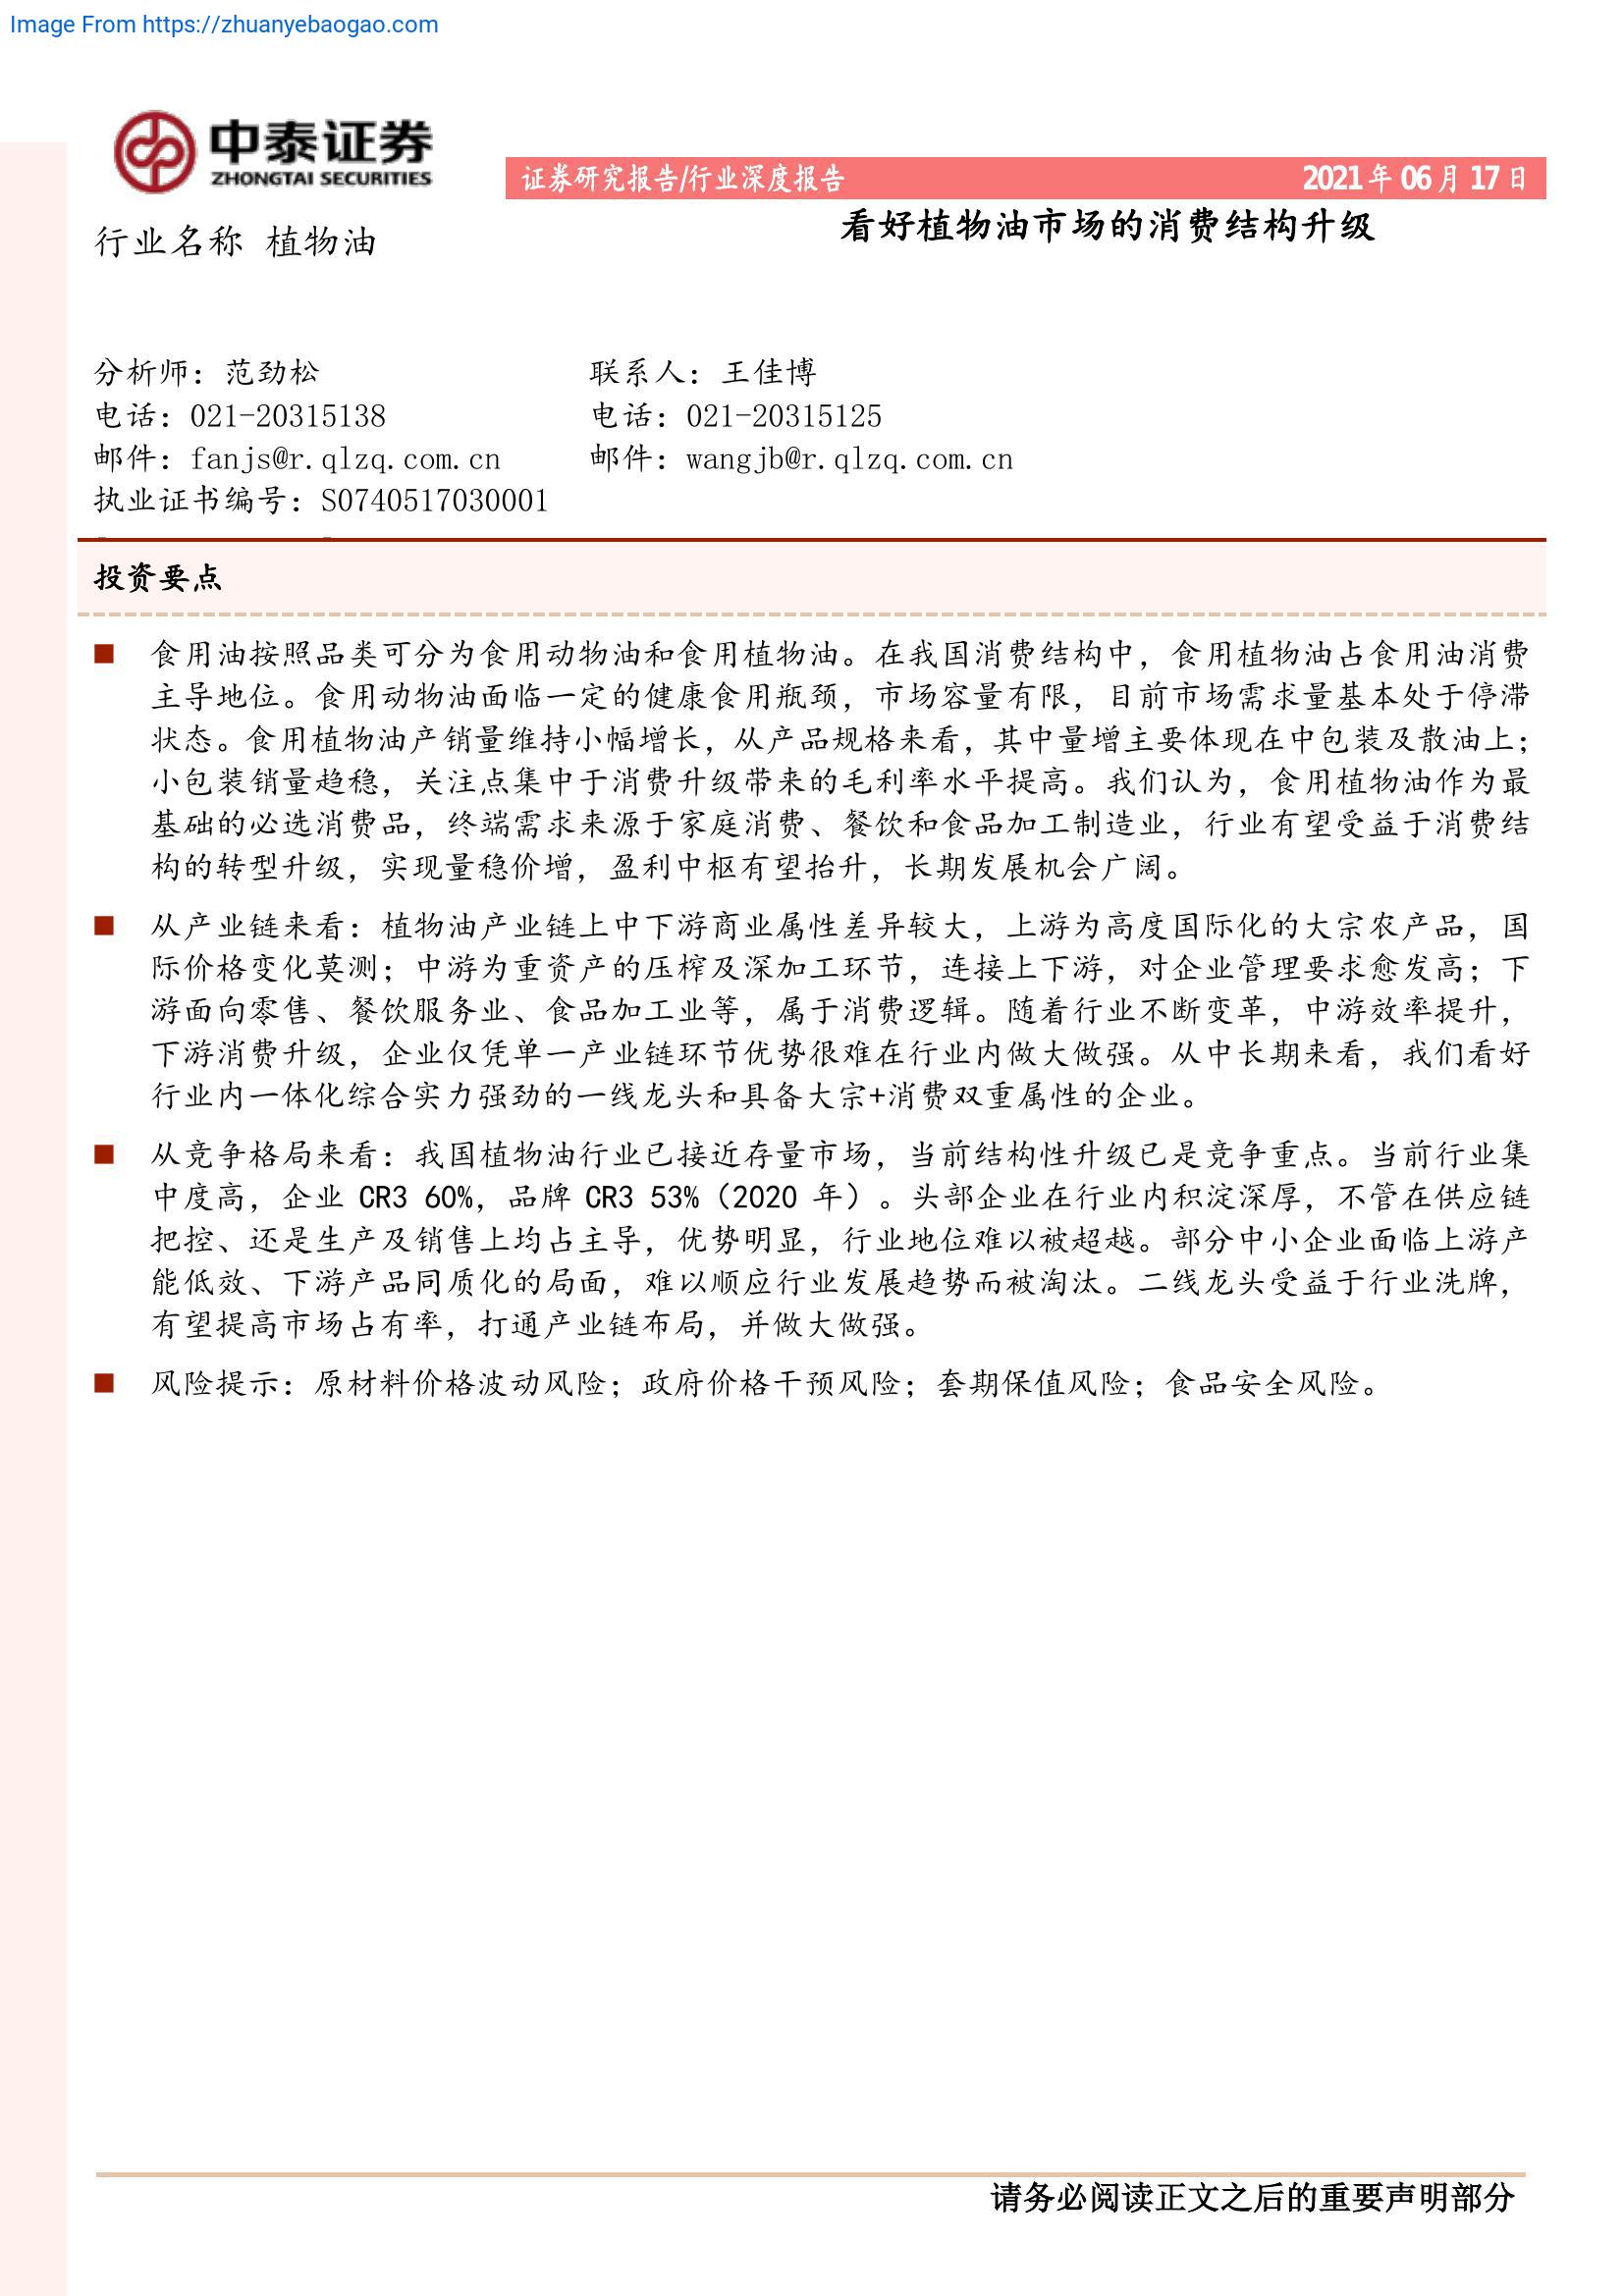 Image From https://zhuanyebaogao.com
中泰证券
ZHONGTAI SECURITIES
证券研究报告/行业深度报告 2021 年 06 月 17 日
行业名称 植物油
看好植物油市场的消费结构升级
分析师：范劲松 联系人：王佳博
电话：021-20315138 电话：021-20315125
邮件：fanjs@r.qlzq.com.cn 邮件：wangjb@r.qlzq.com.cn
执业证书编号：S0740517030001
投资要点
■ 食用油按照品类可分为食用动物油和食用植物油。在我国消费结构中，食用植物油占食用油消费
主导地位。食用动物油面临一定的健康食用瓶颈，市场容量有限，目前市场需求量基本处于停滞
状态。食用植物油产销量维持小幅增长，从产品规格来看，其中量增主要体现在中包装及散油上；
小包装销量趋稳，关注点集中于消费升级带来的毛利率水平提高。我们认为，食用植物油作为最
基础的必选消费品，终端需求来源于家庭消费、餐饮和食品加工制造业，行业有望受益于消费结
构的转型升级，实现量稳价增，盈利中枢有望抬升，长期发展机会广阔。
■ 从产业链来看：植物油产业链上中下游商业属性差异较大，上游为高度国际化的大宗农产品，国
际价格变化莫测；中游为重资产的压榨及深加工环节，连接上下游，对企业管理要求愈发高；下
游面向零售、餐饮服务业、食品加工业等，属于消费逻辑。随着行业不断变革，中游效率提升，
下游消费升级，企业仅凭单一产业链环节优势很难在行业内做大做强。从中长期来看，我们看好
行业内一体化综合实力强劲的一线龙头和具备大宗+消费双重属性的企业。
■ 从竞争格局来看：我国植物油行业已接近存量市场，当前结构性升级已是竞争重点。当前行业集
中度高，企业 CR3 60%，品牌 CR3 53%（2020 年）。头部企业在行业内积淀深厚，不管在供应链
把控、还是生产及销售上均占主导，优势明显，行业地位难以被超越。部分中小企业面临上游产
能低效、下游产品同质化的局面，难以顺应行业发展趋势而被淘汰。二线龙头受益于行业洗牌，
有望提高市场占有率，打通产业链布局，并做大做强。
■ 风险提示：原材料价格波动风险；政府价格干预风险；套期保值风险；食品安全风险。
请务必阅读正文之后的重要声明部分